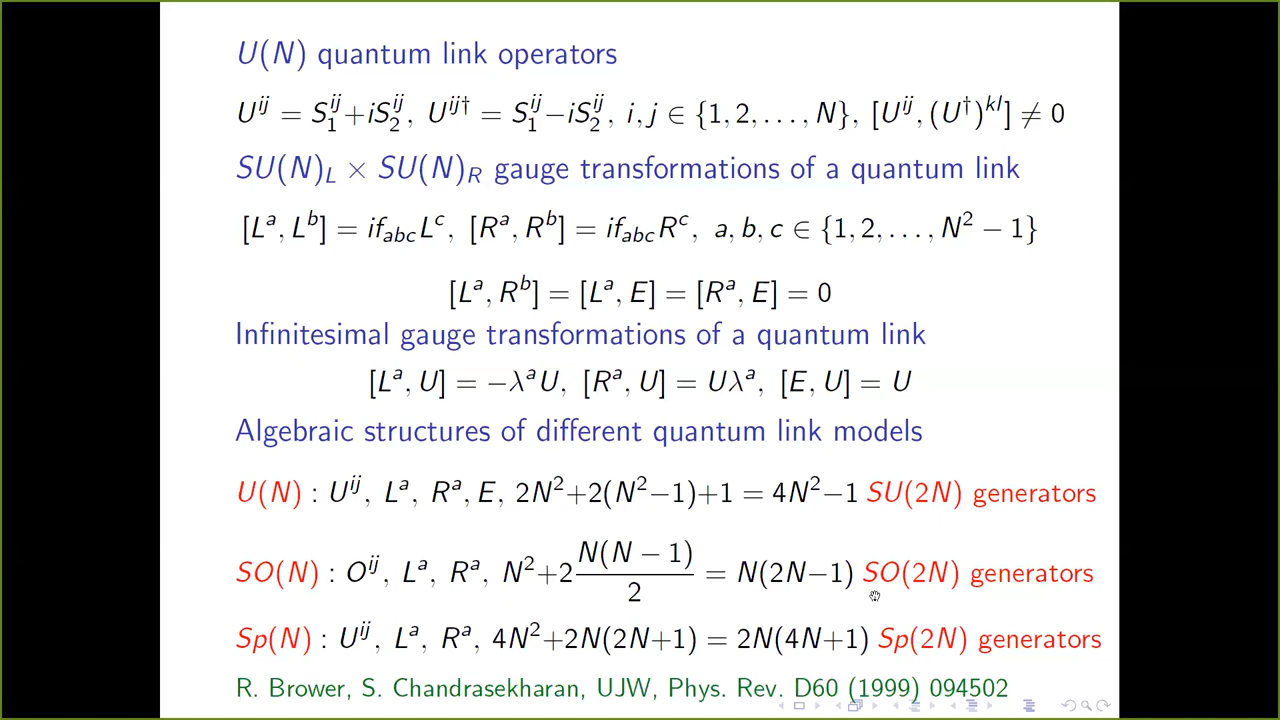 U(N) quantum link operators
U^{ij} = S_1^{ij}+iS_2^{ij}, U^{ij†} = S_1^{ij}−iS_2^{ij}, i, j ∈ {1, 2, . . . , N}, [U^{ij}, (U^†)^{kl}] ≠ 0
SU(N)_L × SU(N)_R gauge transformations of a quantum link
[L^a, L^b] = if_{abc}L^c, [R^a, R^b] = if_{abc}R^c, a, b, c ∈ {1, 2, . . . , N^2 − 1}
[L^a, R^b] = [L^a, E] = [R^a, E] = 0
Infinitesimal gauge transformations of a quantum link
[L^a, U] = −λ^a U, [R^a, U] = Uλ^a, [E, U] = U
Algebraic structures of different quantum link models
U(N) : U^{ij}, L^a, R^a, E, 2N^2+2(N^2−1)+1 = 4N^2−1 SU(2N) generators
SO(N) : O^{ij}, L^a, R^a, N^2+2\frac{N(N − 1)}{2} = N(2N−1) SO(2N) generators
Sp(N) : U^{ij}, L^a, R^a, 4N^2+2N(2N+1) = 2N(4N+1) Sp(2N) generators
R. Brower, S. Chandrasekharan, UJW, Phys. Rev. D60 (1999) 094502